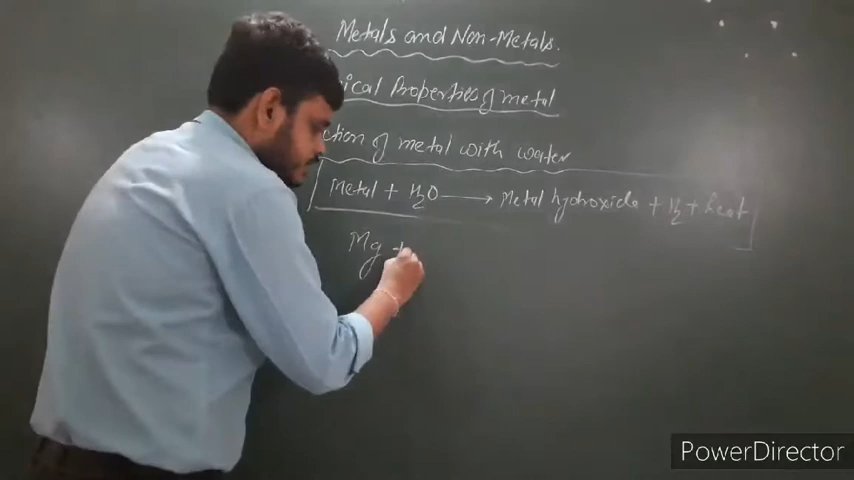 Metals and Non-Metals.
ical Properties of metal
ction of metal with water
Metal + H2O → Metal hydroxide + H2 + heat
Mg +
PowerDirector